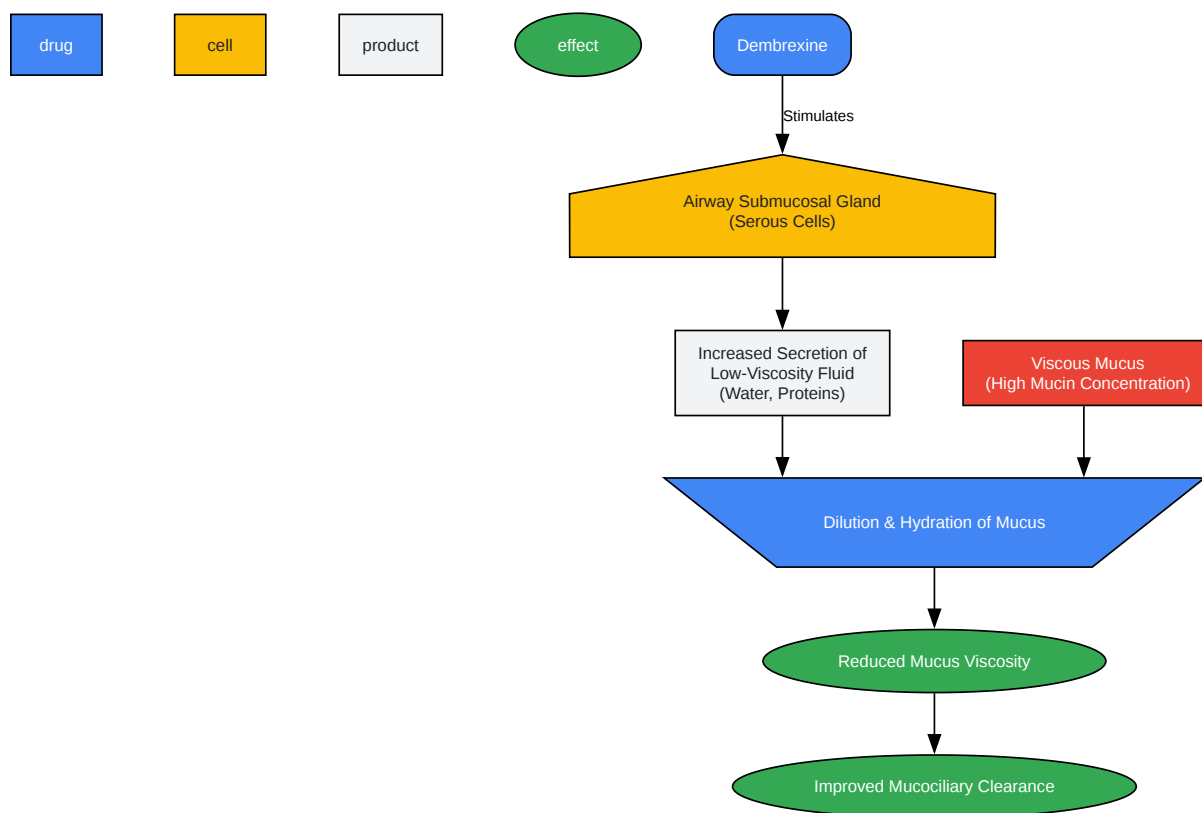 drug
cell
product
effect
Dembrexine
Stimulates
Airway Submucosal Gland
(Serous Cells)
Increased Secretion of
Low-Viscosity Fluid
(Water, Proteins)
Viscous Mucus
(High Mucin Concentration)
Dilution & Hydration of Mucus
Reduced Mucus Viscosity
Improved Mucociliary Clearance